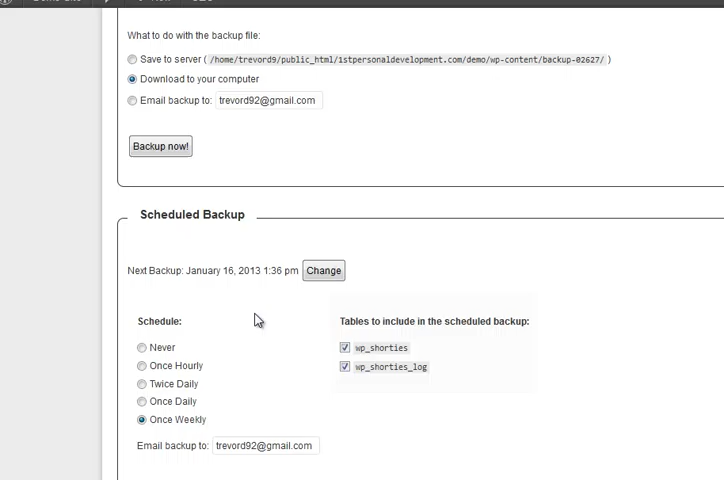 What to do with the backup file:
Save to server ( /home/trevord9/public_html/1stpersonaldevelopment.com/demo/wp-content/backup-02627/ )
Download to your computer
Email backup to: trevord92@gmail.com
Backup now!
Scheduled Backup
Next Backup: January 16, 2013 1:36 pm Change
Schedule:
Never
Once Hourly
Twice Daily
Once Daily
Once Weekly
Email backup to: trevord92@gmail.com
Tables to include in the scheduled backup:
wp_shorties
wp_shorties_log